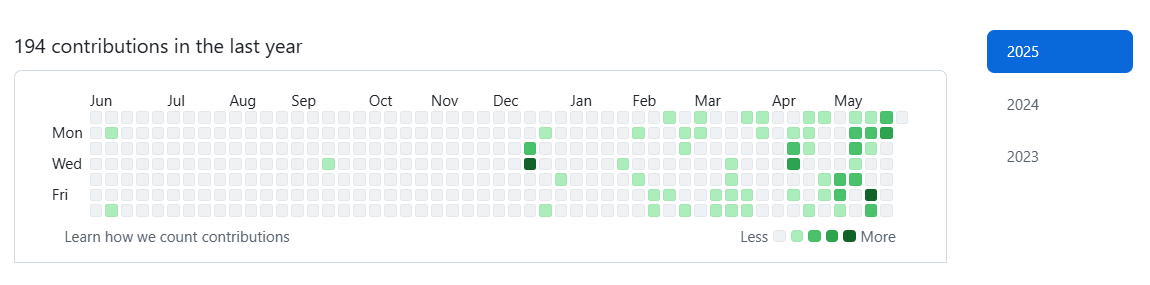 194 contributions in the last year
Jun Jul Aug Sep Oct Nov Dec Jan Feb Mar Apr May
Mon
Wed
Fri
Learn how we count contributions
Less More
2025
2024
2023